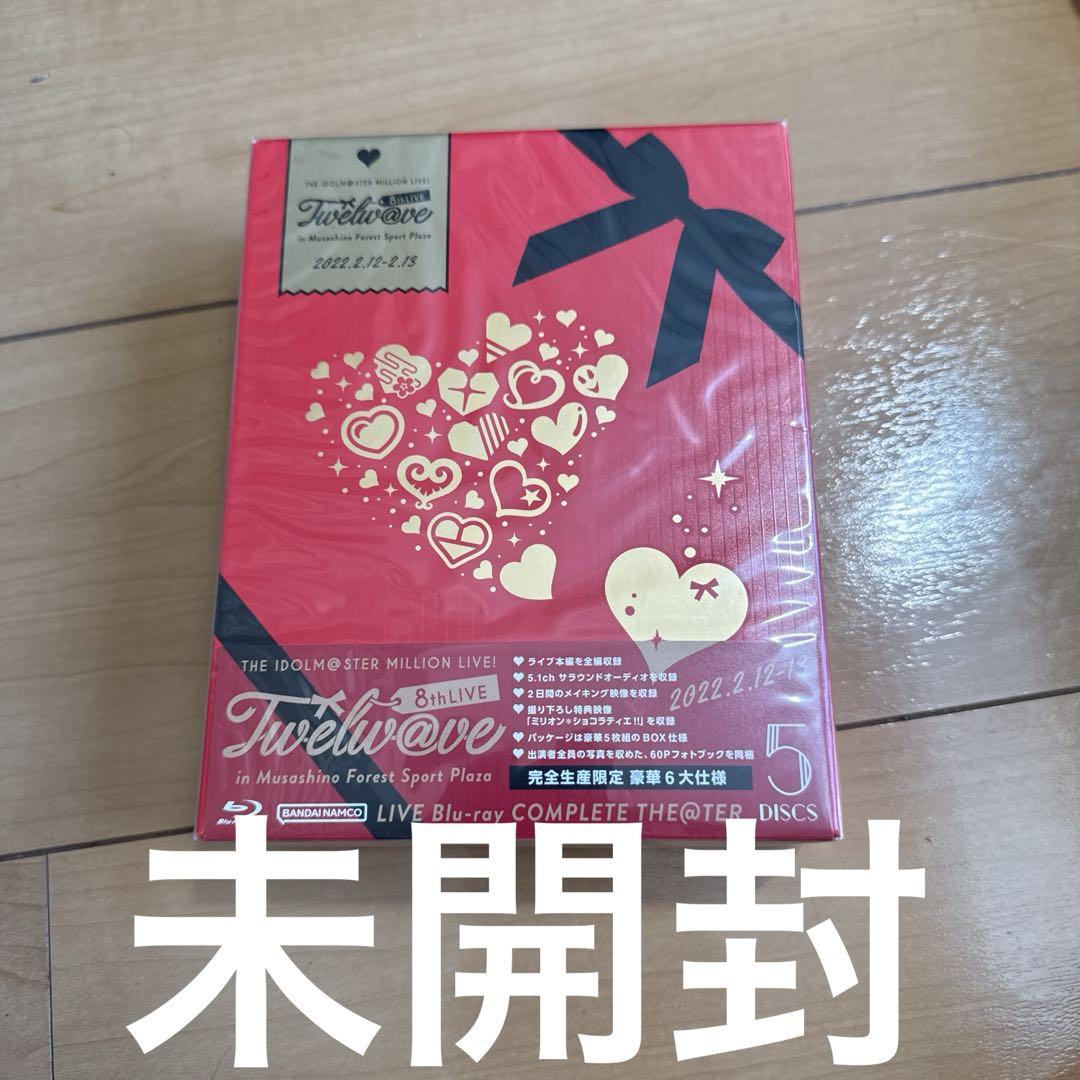 THE IDOLM@STER MILLION LIVE!
8thLIVE
Twelw@ve
in Musashino Forest Sport Plaza
2022.2.12-2.13
THE IDOLM@STER MILLION LIVE!
8thLIVE
Twelw@ve
in Musashino Forest Sport Plaza
♥ ライブ本編を全編収録
♥ 5.1ch サラウンドオーディオを収録
♥ 2日間のメイキング映像を収録
♥ 撮り下ろし特典映像
「ミリオン＊ショコラティエ!!」を収録
♥ パッケージは豪華5枚組のBOX仕様
♥ 出演者全員の写真を収めた、60Pフォトブックを同梱
完全生産限定 豪華6大仕様
2022.2.12-13
5
DISCS
Blu-ray
BANDAI NAMCO
LIVE Blu-ray COMPLETE THE@TER
未開封